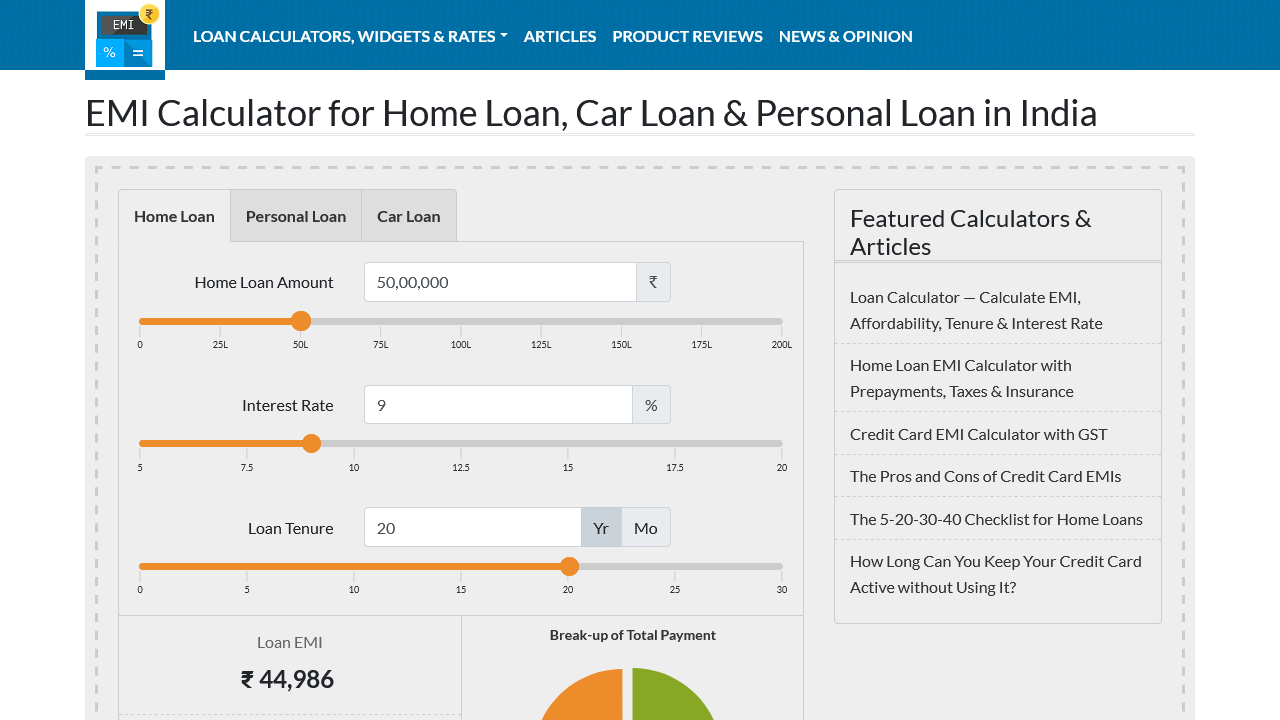 EMI
₹
%
=
LOAN CALCULATORS, WIDGETS & RATES
ARTICLES
PRODUCT REVIEWS
NEWS & OPINION
EMI Calculator for Home Loan, Car Loan & Personal Loan in India
Home Loan
Personal Loan
Car Loan
Home Loan Amount
50,00,000
₹
0
25L
50L
75L
100L
125L
150L
175L
200L
Interest Rate
9
%
5
7.5
10
12.5
15
17.5
20
Loan Tenure
20
Yr
Mo
0
5
10
15
20
25
30
Loan EMI
₹ 44,986
Break-up of Total Payment
Featured Calculators &
Articles
Loan Calculator — Calculate EMI,
Affordability, Tenure & Interest Rate
Home Loan EMI Calculator with
Prepayments, Taxes & Insurance
Credit Card EMI Calculator with GST
The Pros and Cons of Credit Card EMIs
The 5-20-30-40 Checklist for Home Loans
How Long Can You Keep Your Credit Card
Active without Using It?